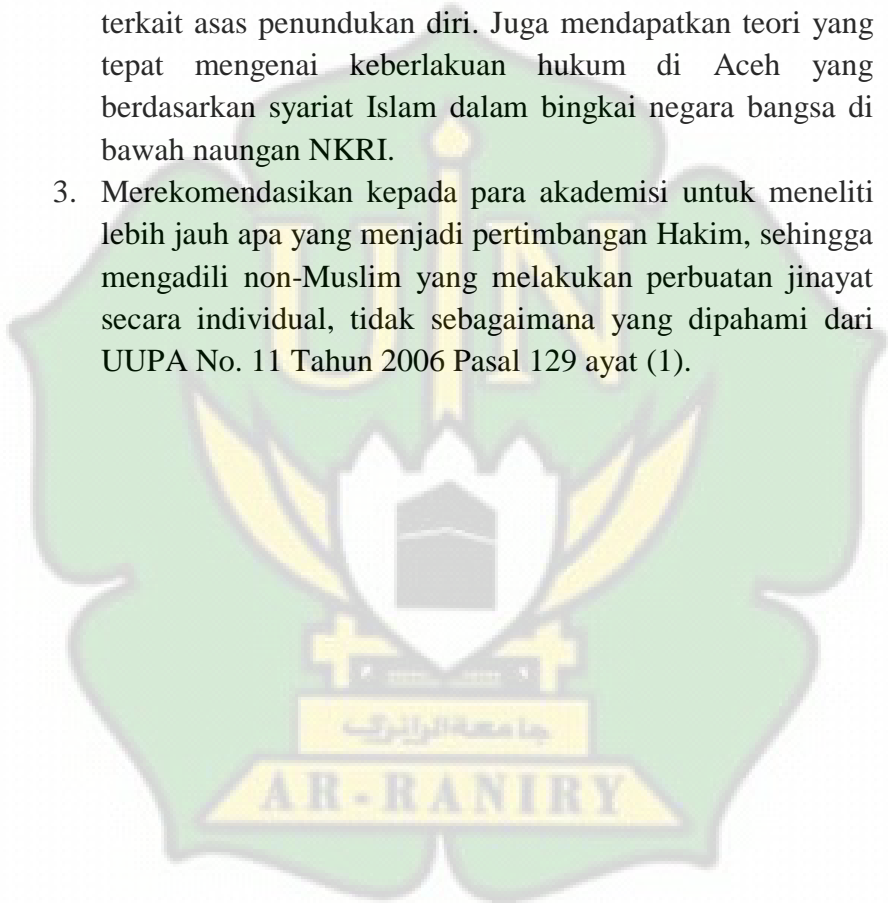 terkait asas penundukan diri. Juga mendapatkan teori yang
tepat mengenai keberlakuan hukum di Aceh yang
berdasarkan syariat Islam dalam bingkai negara bangsa di
bawah naungan NKRI.
3. Merekomendasikan kepada para akademisi untuk meneliti
lebih jauh apa yang menjadi pertimbangan Hakim, sehingga
mengadili non-Muslim yang melakukan perbuatan jinayat
secara individual, tidak sebagaimana yang dipahami dari
UUPA No. 11 Tahun 2006 Pasal 129 ayat (1).
UIN
جامعة الرانري
AR-RANIRY